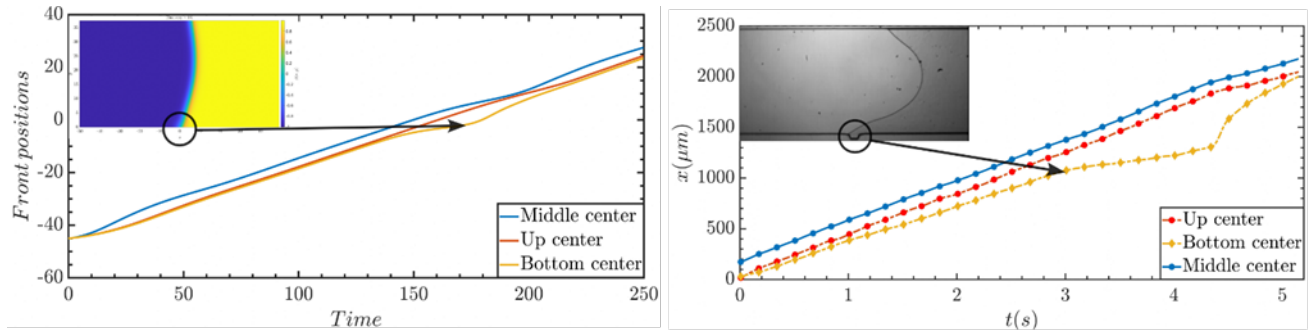 40
20
0
-20
-40
-60
Front positions
0
50
100
150
200
250
Time
Middle center
Up center
Bottom center
2500
2000
1500
1000
500
0
x(μm)
0
1
2
3
4
5
t(s)
Up center
Bottom center
Middle center